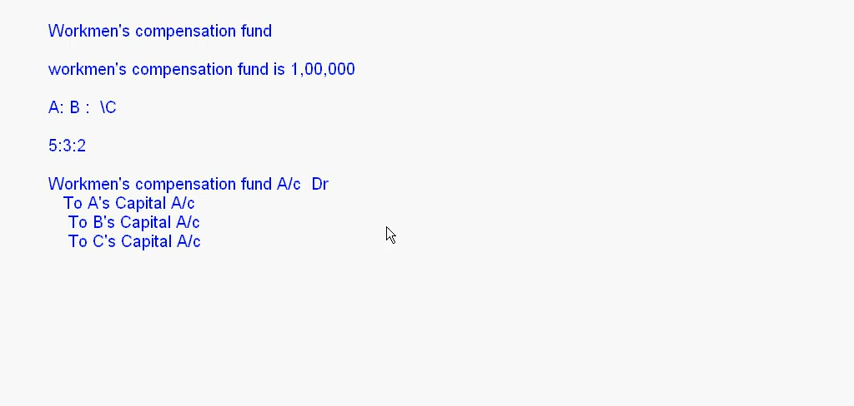 Workmen's compensation fund
workmen's compensation fund is 1,00,000
A: B :  \C
5:3:2
Workmen's compensation fund A/c  Dr
To A's Capital A/c
To B's Capital A/c
To C's Capital A/c